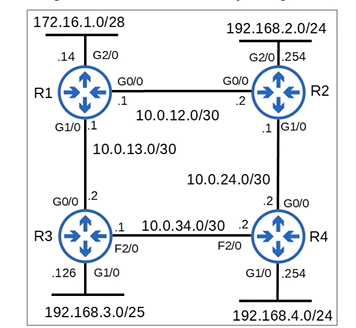 172.16.1.0/28
192.168.2.0/24
.14 G2/0
G2/0 .254
R1
G0/0
G0/0
R2
.1
.2
10.0.12.0/30
G1/0 .1
.1 G1/0
10.0.13.0/30
10.0.24.0/30
G0/0 .2
.2 G0/0
R3
.1
10.0.34.0/30
.2
R4
F2/0
F2/0
.126 G1/0
G1/0 .254
192.168.3.0/25
192.168.4.0/24